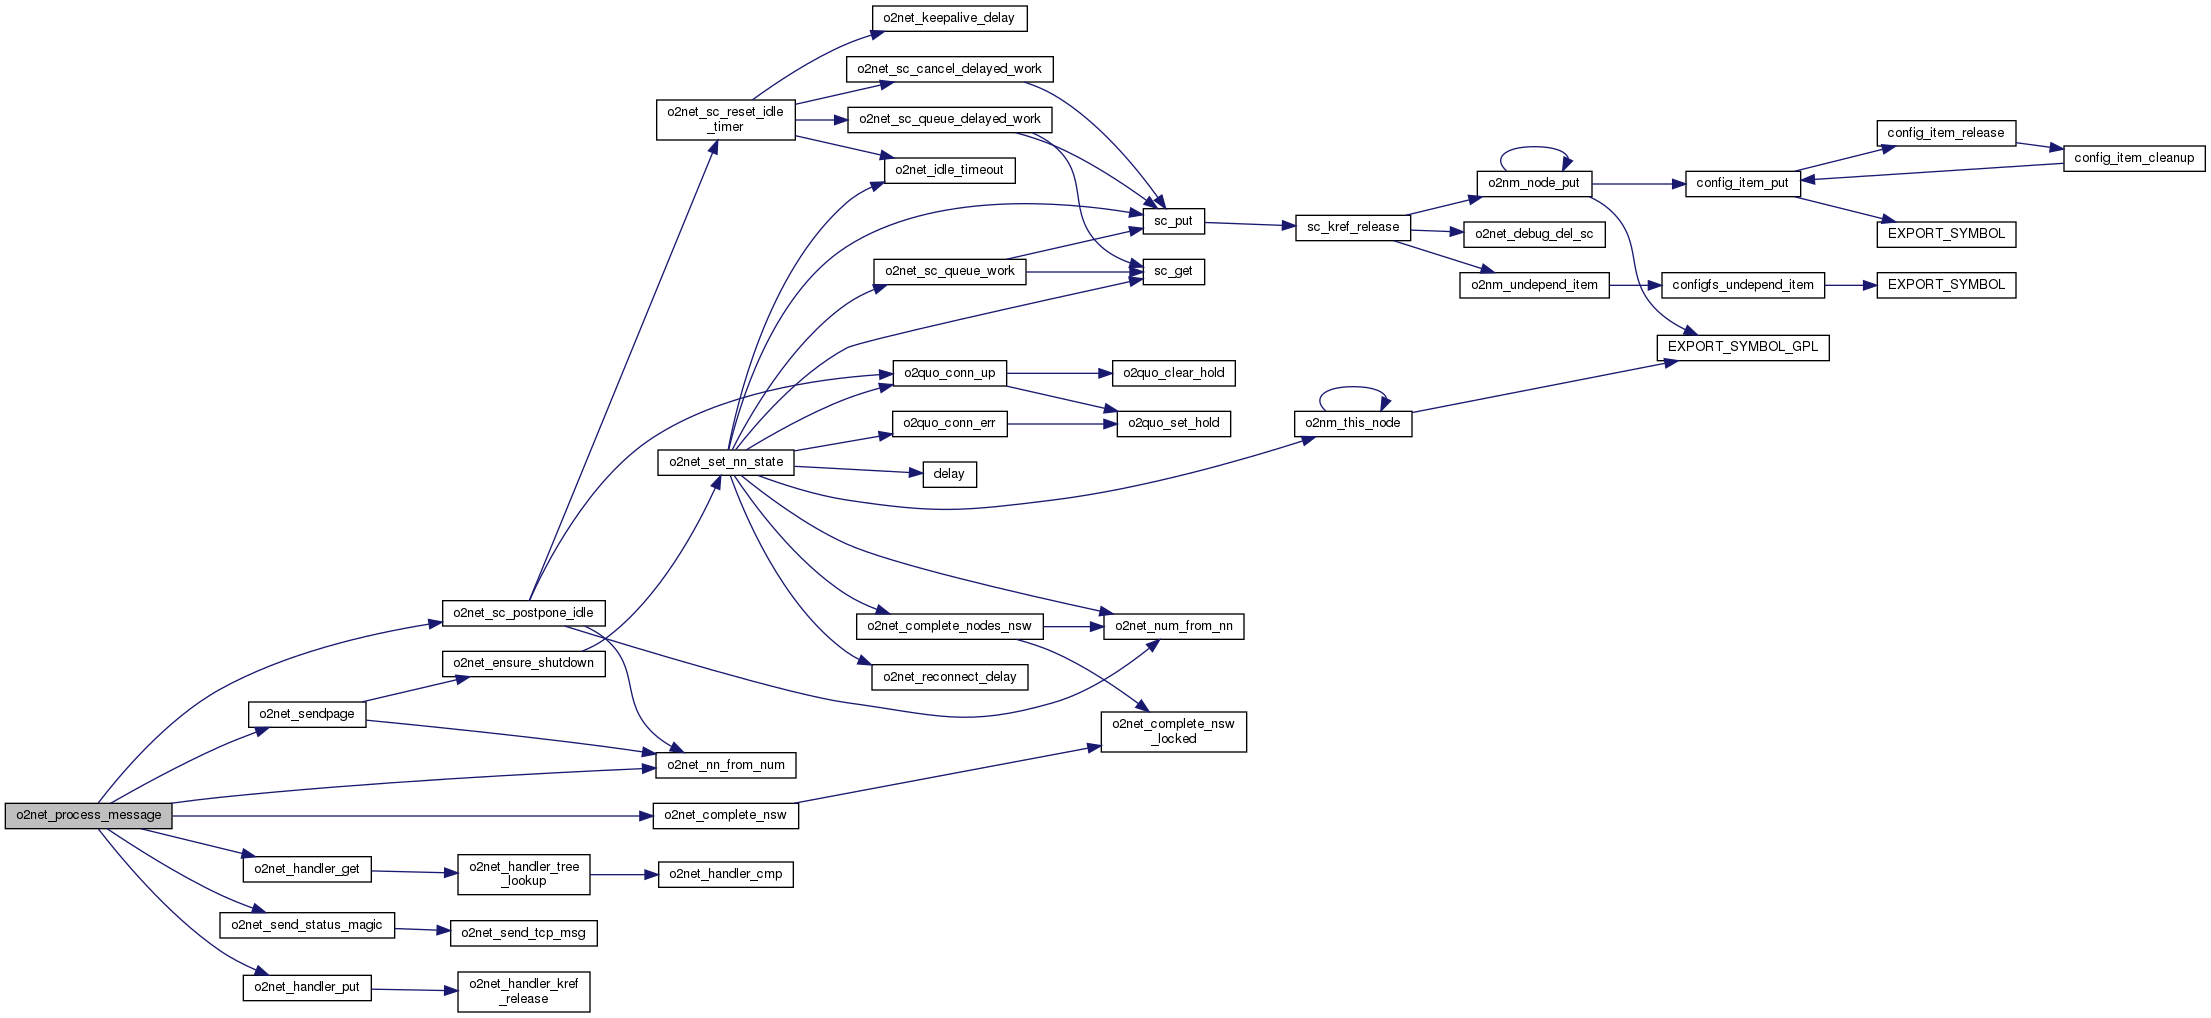 o2net_keepalive_delay
o2net_sc_cancel_delayed_work
o2net_sc_reset_idle
_timer
o2net_sc_queue_delayed_work
config_item_release
config_item_cleanup
o2net_idle_timeout
o2nm_node_put
config_item_put
sc_put
sc_kref_release
o2net_debug_del_sc
EXPORT_SYMBOL
o2net_sc_queue_work
sc_get
o2nm_undepend_item
configfs_undepend_item
EXPORT_SYMBOL
EXPORT_SYMBOL_GPL
o2quo_conn_up
o2quo_clear_hold
o2quo_conn_err
o2quo_set_hold
o2nm_this_node
o2net_set_nn_state
delay
o2net_sc_postpone_idle
o2net_complete_nodes_nsw
o2net_num_from_nn
o2net_ensure_shutdown
o2net_reconnect_delay
o2net_sendpage
o2net_complete_nsw
_locked
o2net_nn_from_num
o2net_process_message
o2net_complete_nsw
o2net_handler_get
o2net_handler_tree
_lookup
o2net_handler_cmp
o2net_send_status_magic
o2net_send_tcp_msg
o2net_handler_put
o2net_handler_kref
_release